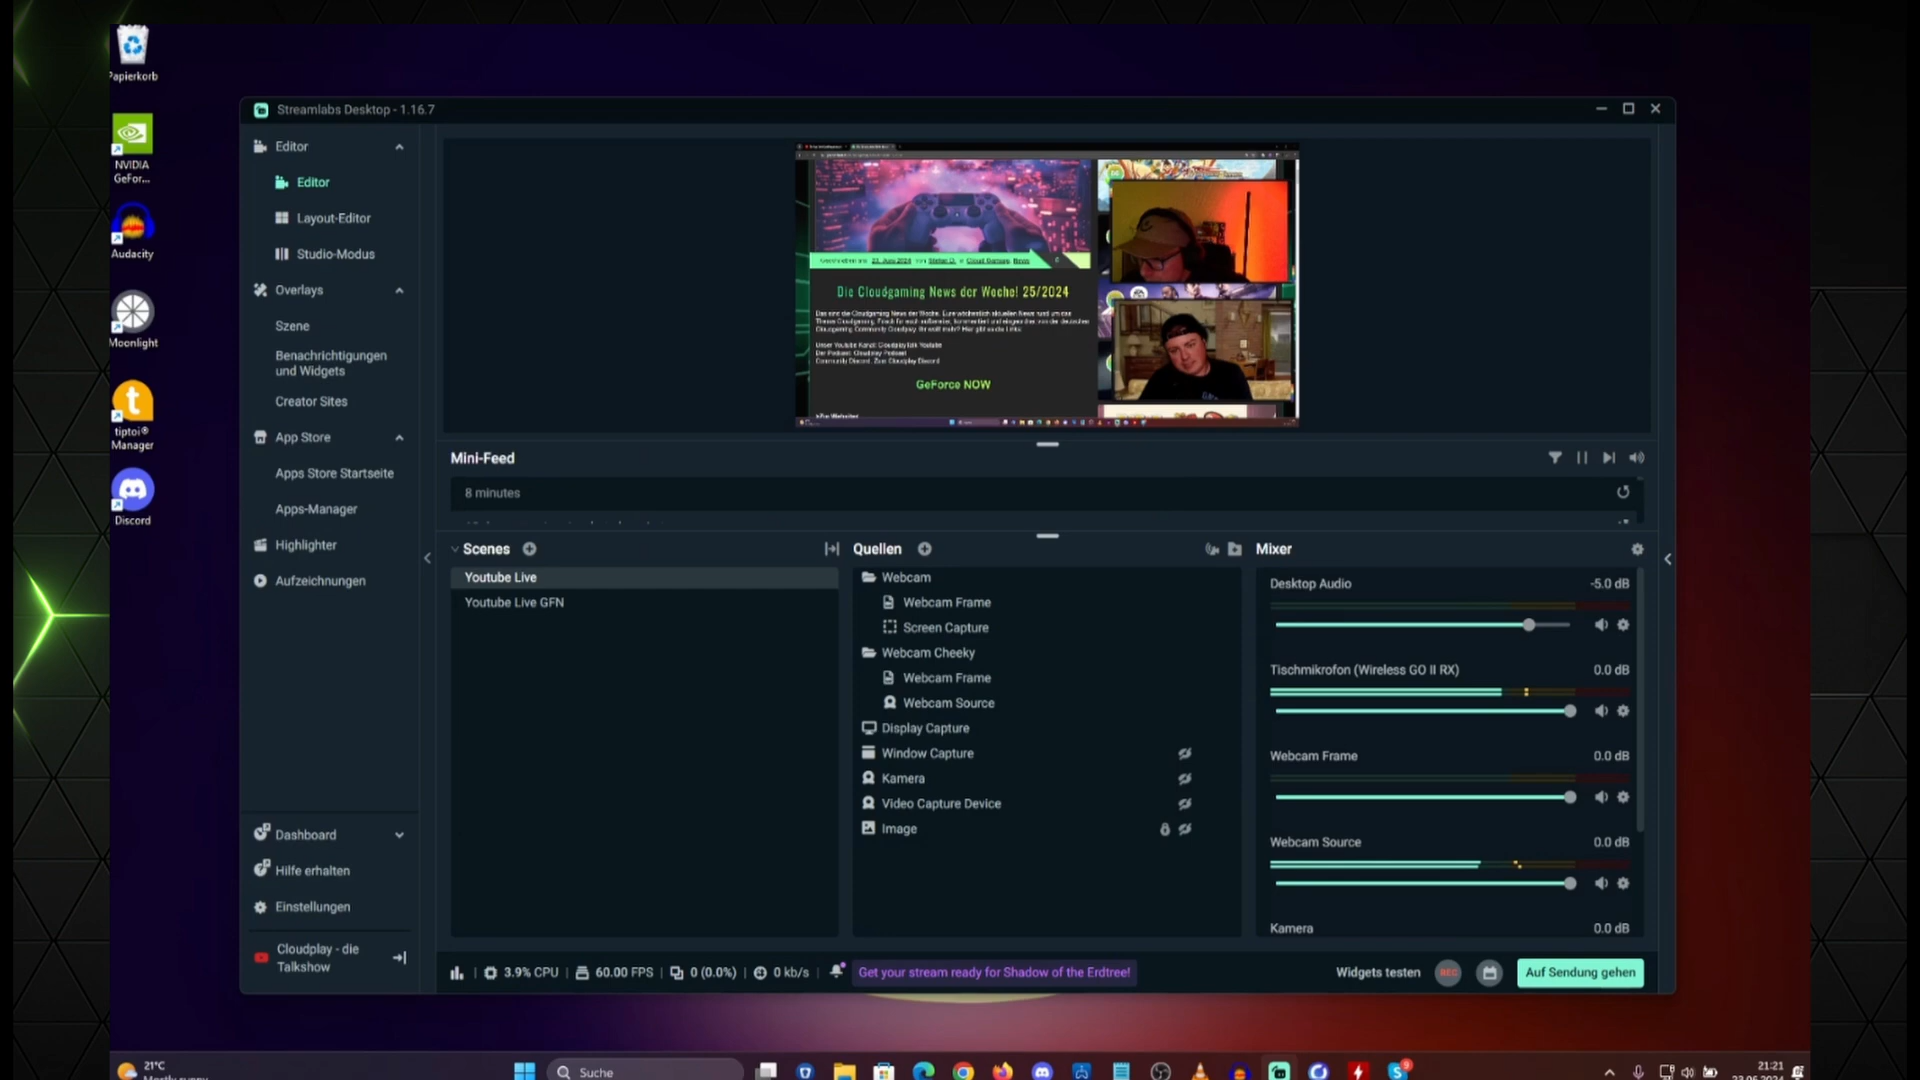 Papierkorb
NVIDIA
GeFor...
Audacity
Moonlight
tiptoi®
Manager
Discord
Streamlabs Desktop - 1.16.7
Editor
Editor
Layout-Editor
Studio-Modus
Overlays
Szene
Benachrichtigungen
und Widgets
Creator Sites
App Store
Apps Store Startseite
Apps-Manager
Highlighter
Aufzeichnungen
Dashboard
Hilfe erhalten
Einstellungen
Cloudplay - die
Talkshow
Die Cloudgaming News der Woche! 25/2024
GeForce NOW
Mini-Feed
8 minutes
Scenes
Youtube Live
Youtube Live GFN
Quellen
Webcam
Webcam Frame
Screen Capture
Webcam Cheeky
Webcam Frame
Webcam Source
Display Capture
Window Capture
Kamera
Video Capture Device
Image
Mixer
Desktop Audio -5.0 dB
Tischmikrofon (Wireless GO II RX) 0.0 dB
Webcam Frame 0.0 dB
Webcam Source 0.0 dB
Kamera 0.0 dB
3.9% CPU 60.00 FPS 0 (0.0%) 0 kb/s Get your stream ready for Shadow of the Erdtree! Widgets testen REC Auf Sendung gehen
21°C
Suche
21:21